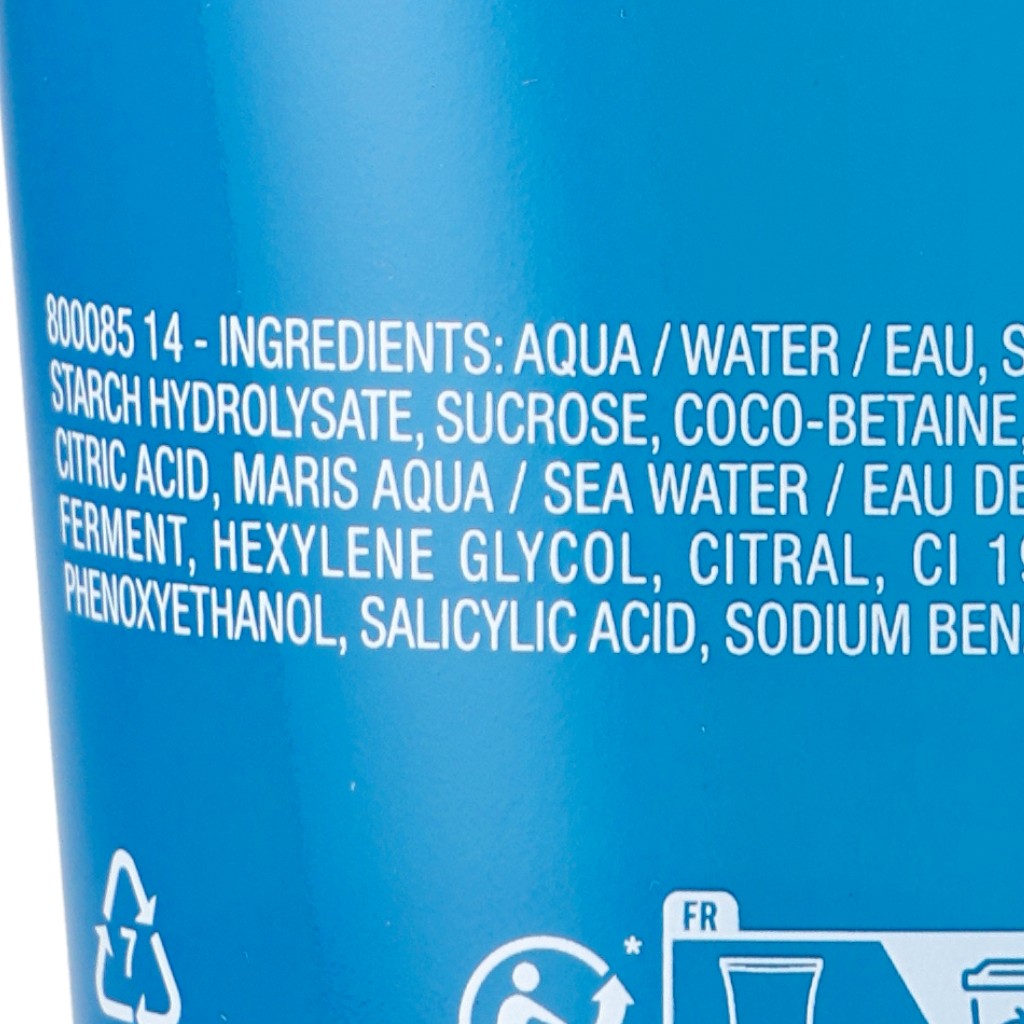 800085 14 - INGREDIENTS: AQUA / WATER / EAU,
STARCH HYDROLYSATE, SUCROSE, COCO-BETAINE,
CITRIC ACID, MARIS AQUA / SEA WATER / EAU
FERMENT, HEXYLENE GLYCOL, CITRAL, CI
PHENOXYETHANOL, SALICYLIC ACID, SODIUM
FR
*
7